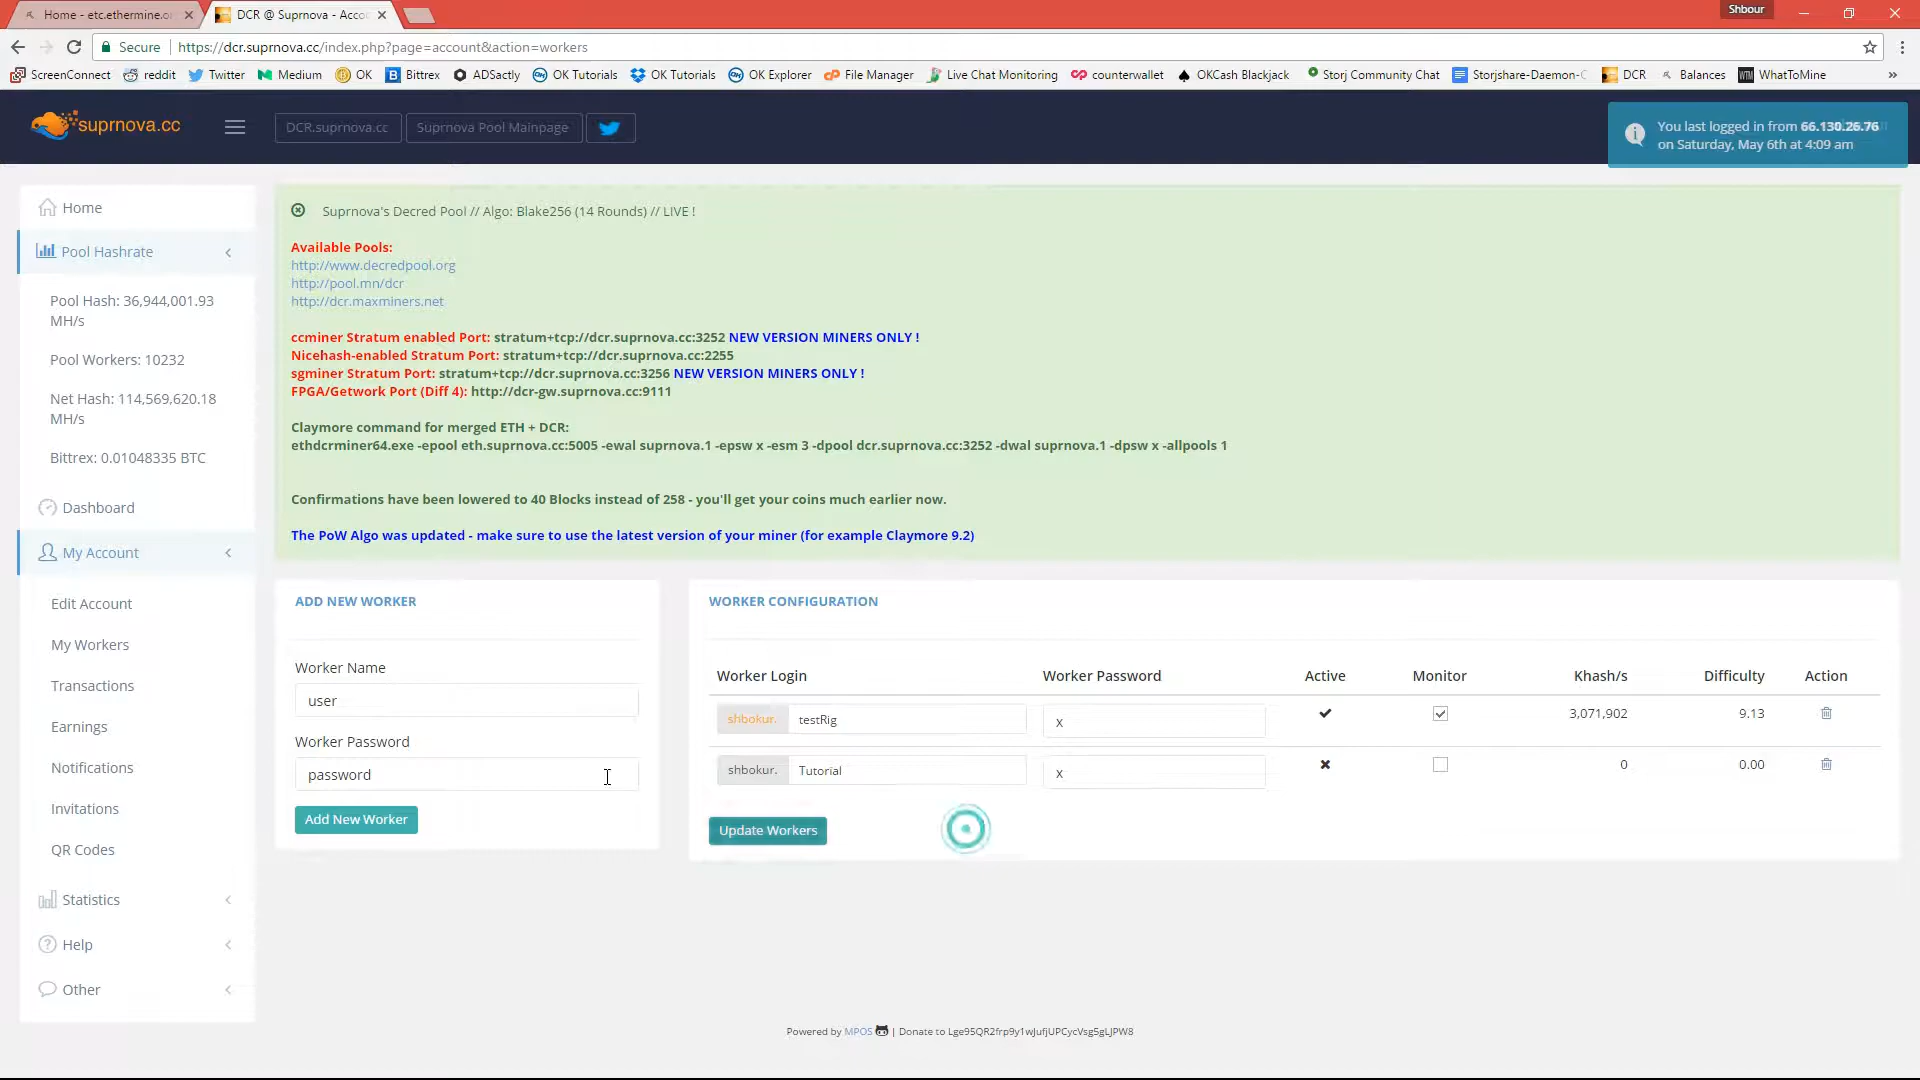 Home - etc.ethermine.o
DCR @ Suprnova - Acco
Shbour
Secure
https://dcr.suprnova.cc/index.php?page=account&action=workers
ScreenConnect
reddit
Twitter
Medium
OK
Bittrex
ADSactly
OK Tutorials
OK Tutorials
OK Explorer
File Manager
Live Chat Monitoring
counterwallet
OKCash Blackjack
Storj Community Chat
Storjshare-Daemon-C
DCR
Balances
WhatToMine
»
suprnova.cc
DCR.suprnova.cc
Suprnova Pool Mainpage
You last logged in from 66.130.26.76
on Saturday, May 6th at 4:09 am
Home
Pool Hashrate
Pool Hash: 36,944,001.93
MH/s
Pool Workers: 10232
Net Hash: 114,569,620.18
MH/s
Bittrex: 0.01048335 BTC
Dashboard
My Account
Edit Account
My Workers
Transactions
Earnings
Notifications
Invitations
QR Codes
Statistics
Help
Other
Suprnova's Decred Pool // Algo: Blake256 (14 Rounds) // LIVE !
Available Pools:
http://www.decredpool.org
http://pool.mn/dcr
http://dcr.maxminers.net
ccminer Stratum enabled Port: stratum+tcp://dcr.suprnova.cc:3252 NEW VERSION MINERS ONLY !
Nicehash-enabled Stratum Port: stratum+tcp://dcr.suprnova.cc:2255
sgminer Stratum Port: stratum+tcp://dcr.suprnova.cc:3256 NEW VERSION MINERS ONLY !
FPGA/Getwork Port (Diff 4): http://dcr-gw.suprnova.cc:9111
Claymore command for merged ETH + DCR:
ethdcrminer64.exe -epool eth.suprnova.cc:5005 -ewal suprnova.1 -epsw x -esm 3 -dpool dcr.suprnova.cc:3252 -dwal suprnova.1 -dpsw x -allpools 1
Confirmations have been lowered to 40 Blocks instead of 258 - you'll get your coins much earlier now.
The PoW Algo was updated - make sure to use the latest version of your miner (for example Claymore 9.2)
ADD NEW WORKER
Worker Name
user
Worker Password
password
Add New Worker
WORKER CONFIGURATION
Worker Login Worker Password Active Monitor Khash/s Difficulty Action
shbokur. testRig x 3,071,902 9.13
shbokur. Tutorial x 0 0.00
Update Workers
Powered by MPOS | Donate to Lge95QR2frp9y1wJufjUPCycVsg5gLJPW8